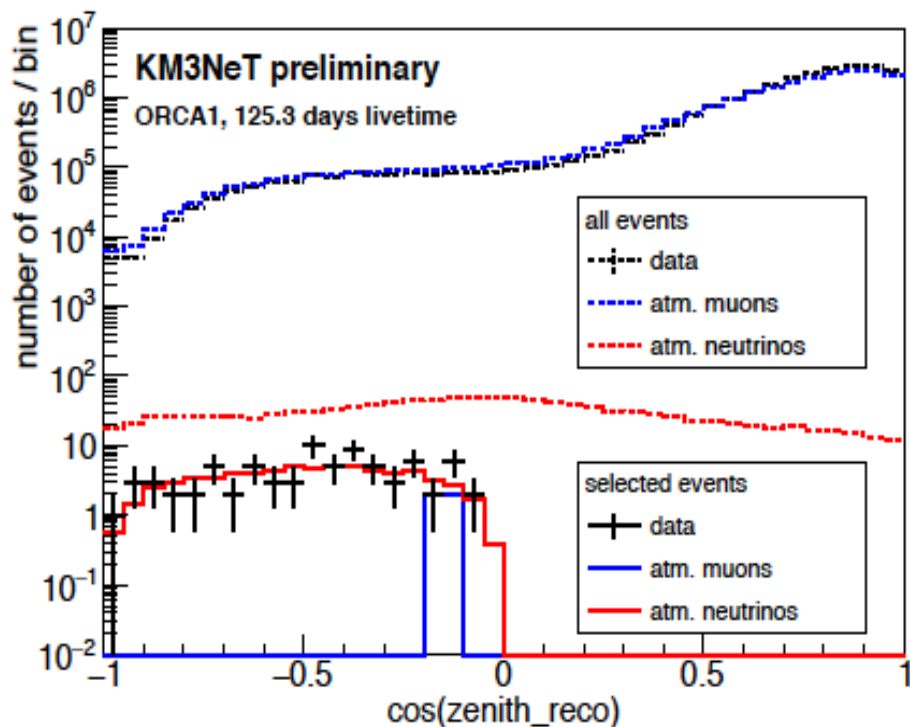 KM3NeT preliminary
ORCA1, 125.3 days livetime
number of events / bin
10^7
10^6
10^5
10^4
10^3
10^2
10
1
10^-1
10^-2
all events
data
atm. muons
atm. neutrinos
selected events
data
atm. muons
atm. neutrinos
−1
−0.5
0
0.5
1
cos(zenith_reco)